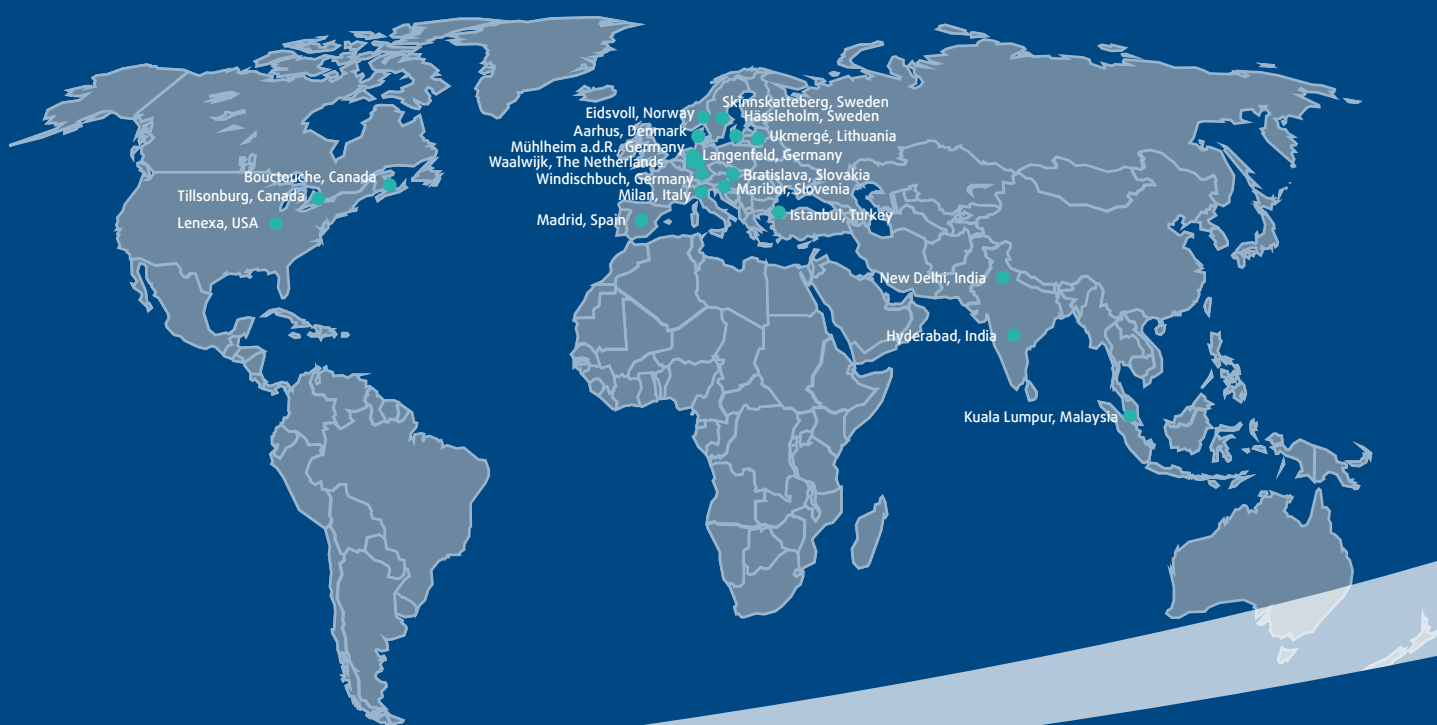 Skinnskatteberg, Sweden
Eidsvoll, Norway
Hässleholm, Sweden
Aarhus, Denmark
Ukmergé, Lithuania
Mühlheim a.d.R., Germany
Langenfeld, Germany
Waalwijk, The Netherlands
Bouctouche, Canada
Windischbuch, Germany
Bratislava, Slovakia
Maribor, Slovenia
Tillsonburg, Canada
Milan, Italy
Lenexa, USA
Madrid, Spain
Istanbul, Turkey
New Delhi, India
Hyderabad, India
Kuala Lumpur, Malaysia